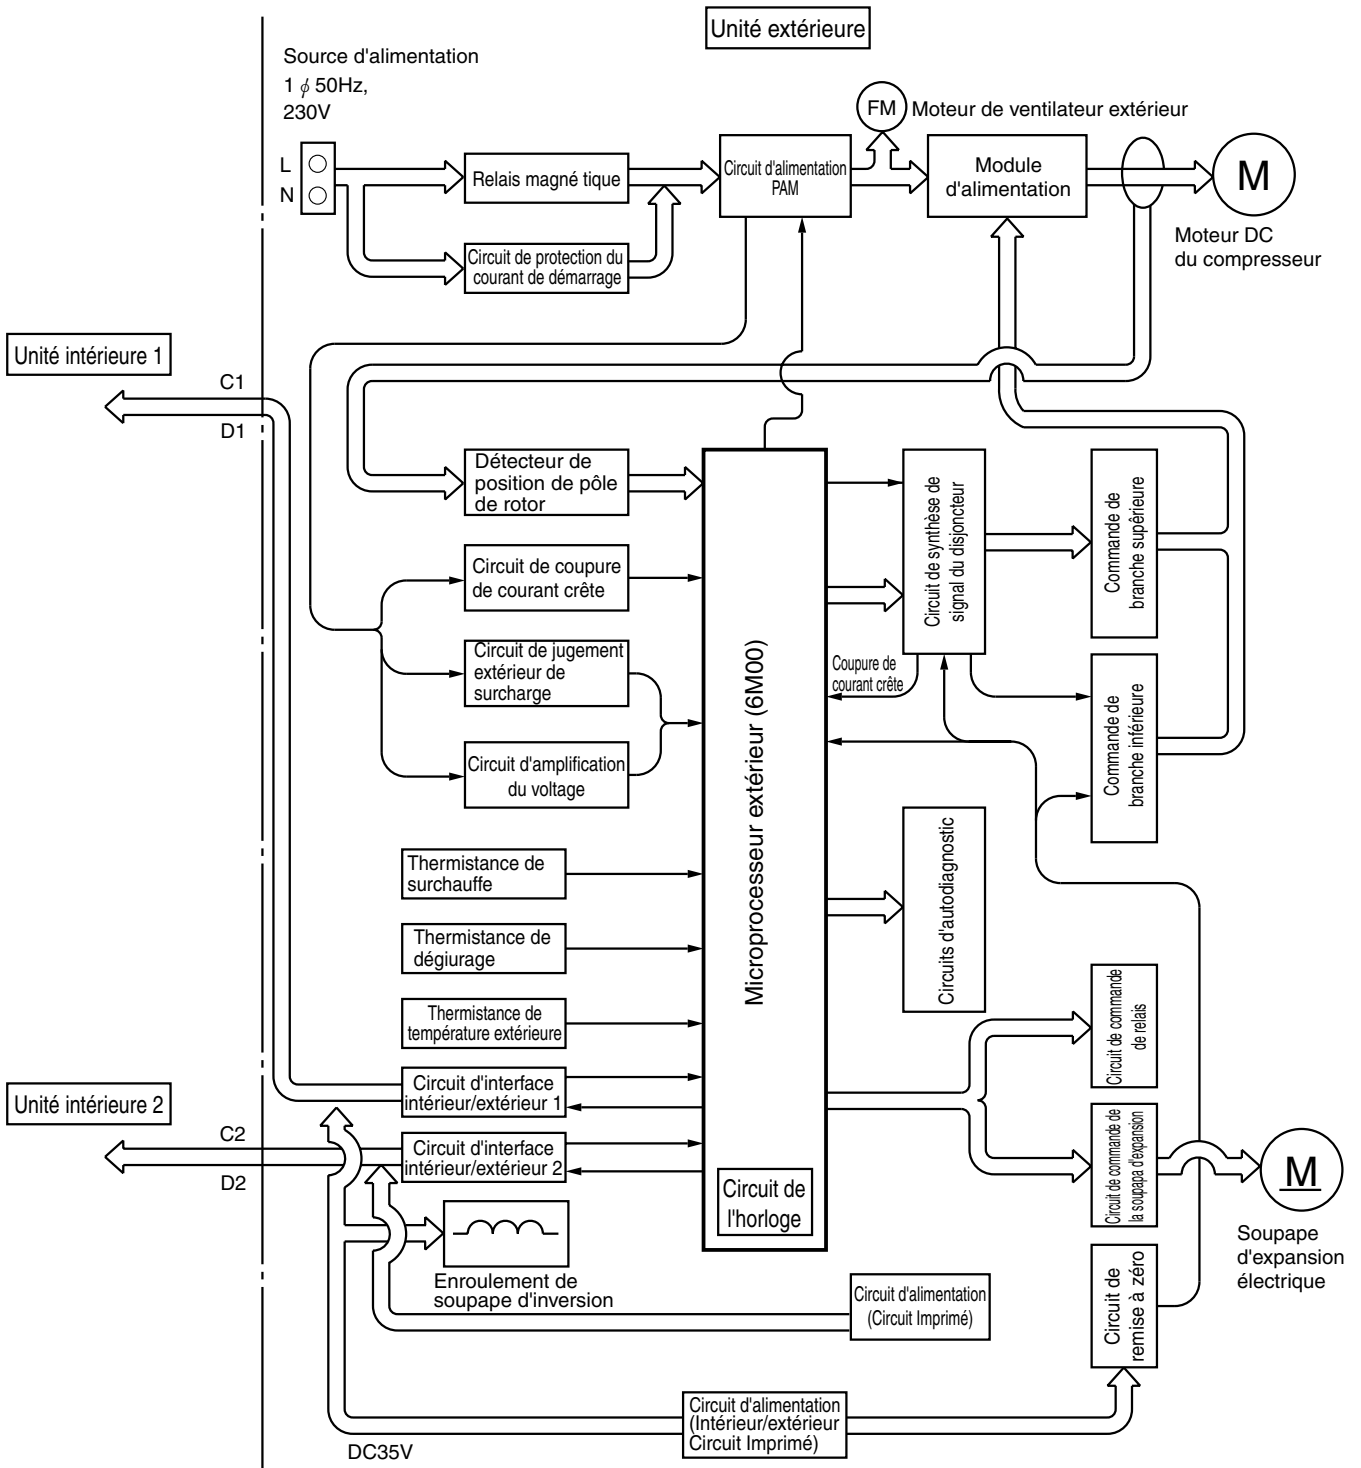 Unité extérieure
Source d'alimentation
1 ϕ 50Hz,
230V
L
N
Relais magné tique
Circuit de protection du
courant de démarrage
Circuit d'alimentation
PAM
FM
Moteur de ventilateur extérieur
Module
d'alimentation
M
Moteur DC
du compresseur
Unité intérieure 1
C1
D1
Détecteur de
position de pôle
de rotor
Circuit de coupure
de courant crête
Circuit de jugement
extérieur de
surcharge
Circuit d'amplification
du voltage
Microprocesseur extérieur (6M00)
Circuit de synthèse de
signal du disjoncteur
Commande de
branche supêrieure
Coupure de
courant crête
Commande de
branche inférieure
Thermistance de
surchauffe
Thermistance de
dégiurage
Thermistance de
température extérieure
Circuits d'autodiagnostic
Circuit de commande
de relais
Unité intérieure 2
Circuit d'interface
intérieur/extérieur 1
C2
D2
Circuit d'interface
intérieur/extérieur 2
Circuit de commande de
la soupapa d'expansion
M
Soupape
d'expansion
électrique
Circuit de
l'horloge
Enroulement de
soupape d'inversion
Circuit d'alimentation
(Circuit Imprimé)
Circuit de
remise à zéro
Circuit d'alimentation
(Intérieur/extérieur
Circuit Imprimé)
DC35V